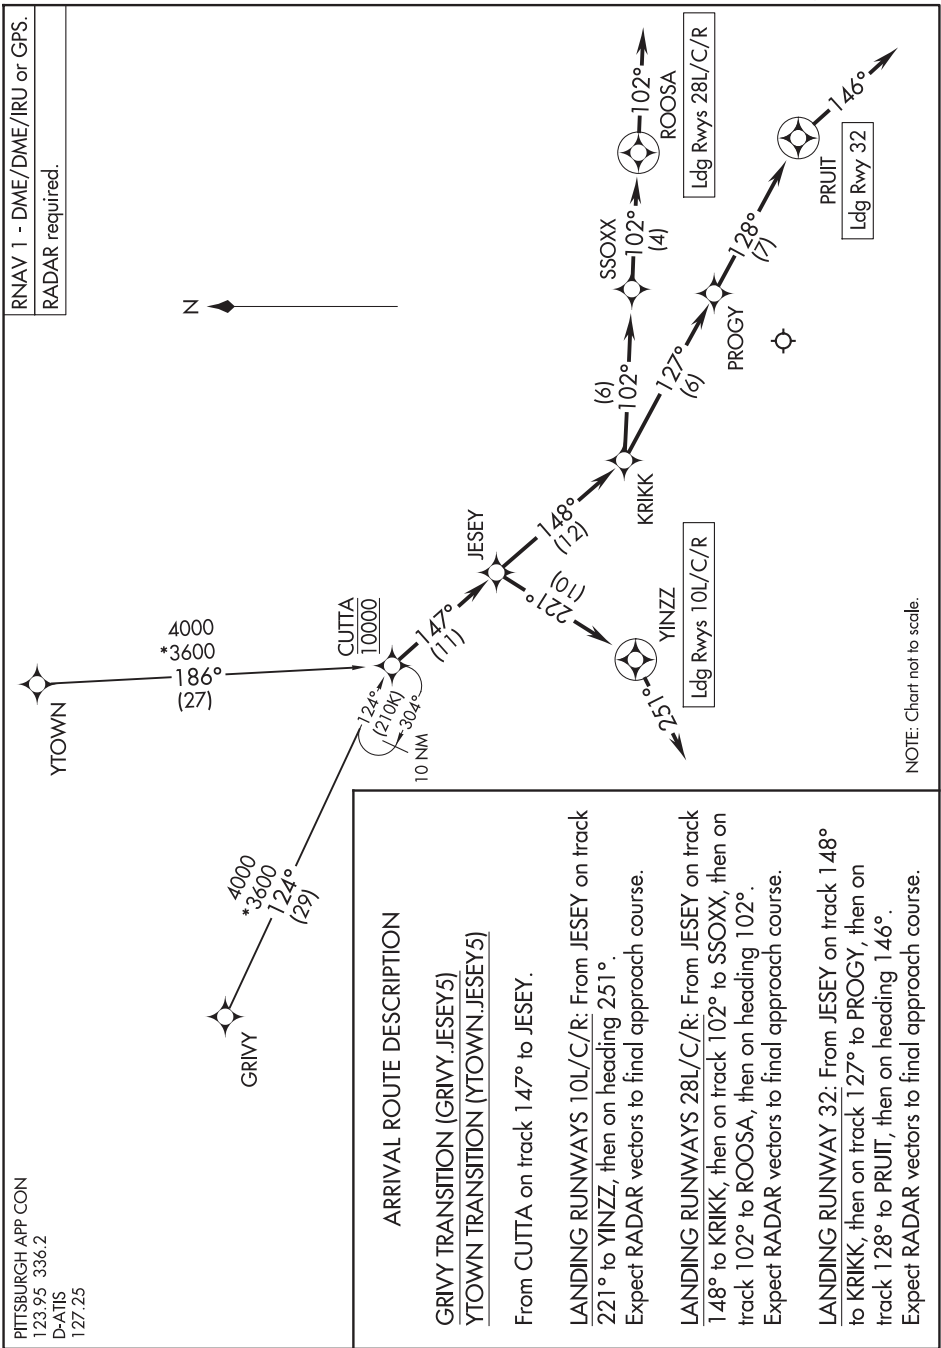 PITTSBURGH APP CON
123.95 336.2
D-ATIS
127.25
RNAV 1 - DME/DME/IRU or GPS.
RADAR required.
N
YTOWN
4000
*3600
186°
(27)
GRIVY
4000
*3600
124°
(29)
CUTTA
10000
124°
(210K)
304°
10 NM
147°
(11)
JESEY
148°
(12)
221°
(10)
YINZZ
Ldg Rwys 10L/C/R
251°
KRIKK
(6)
102°
SSOXX
102°
(4)
ROOSA
102°
Ldg Rwys 28L/C/R
127°
(6)
PROGY
128°
(7)
PRUIT
Ldg Rwy 32
146°
ARRIVAL ROUTE DESCRIPTION
GRIVY TRANSITION (GRIVY.JESEY5)
YTOWN TRANSITION (YTOWN.JESEY5)
From CUTTA on track 147° to JESEY.
LANDING RUNWAYS 10L/C/R: From JESEY on track
221° to YINZZ, then on heading 251°.
Expect RADAR vectors to final approach course.
LANDING RUNWAYS 28L/C/R: From JESEY on track
148° to KRIKK, then on track 102° to SSOXX, then on
track 102° to ROOSA, then on heading 102°.
Expect RADAR vectors to final approach course.
LANDING RUNWAY 32: From JESEY on track 148°
to KRIKK, then on track 127° to PROGY, then on
track 128° to PRUIT, then on heading 146°.
Expect RADAR vectors to final approach course.
NOTE: Chart not to scale.